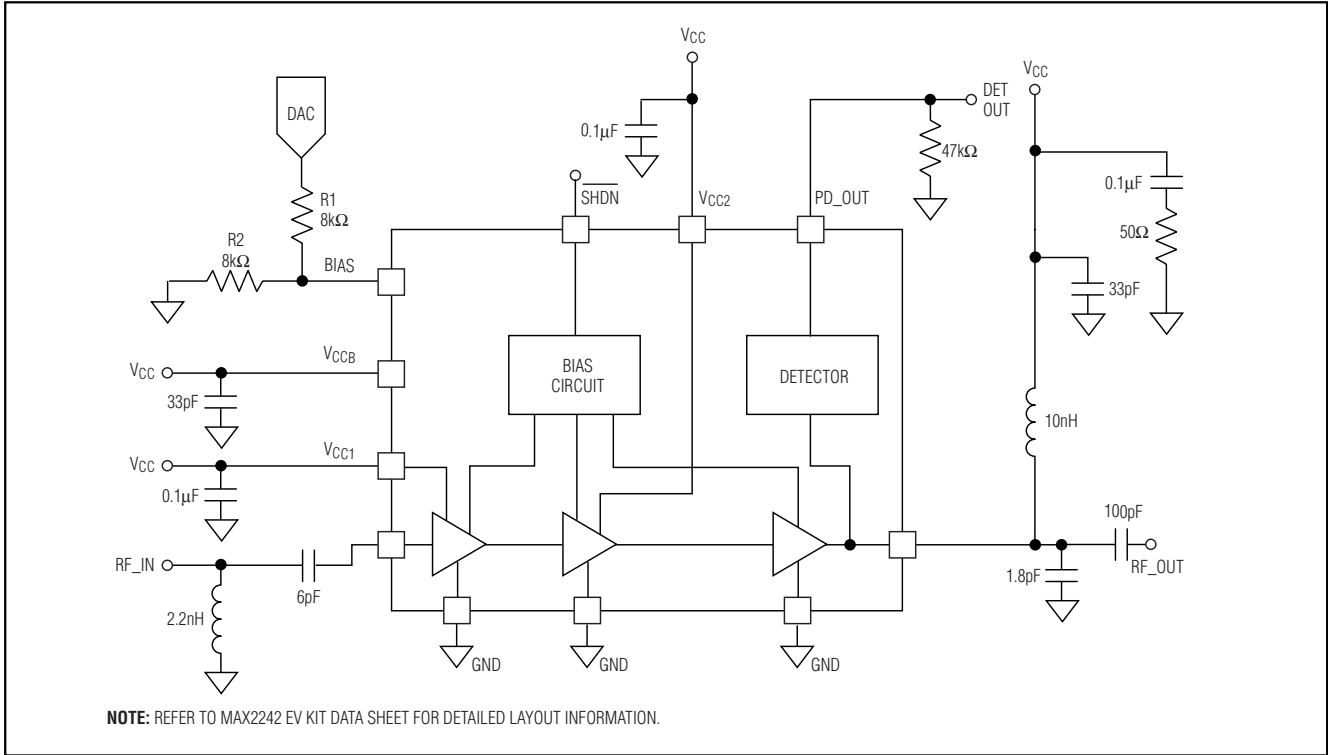 VCC
DAC
0.1μF
R1
8kΩ
R2
8kΩ
BIAS
SHDN
VCC2
PD_OUT
DET
OUT
47kΩ
VCC
0.1μF
50Ω
33pF
VCC
VCCB
33pF
BIAS
CIRCUIT
DETECTOR
10nH
VCC
VCC1
0.1μF
RF_IN
6pF
2.2nH
100pF
RF_OUT
1.8pF
GND
GND
GND
NOTE: REFER TO MAX2242 EV KIT DATA SHEET FOR DETAILED LAYOUT INFORMATION.